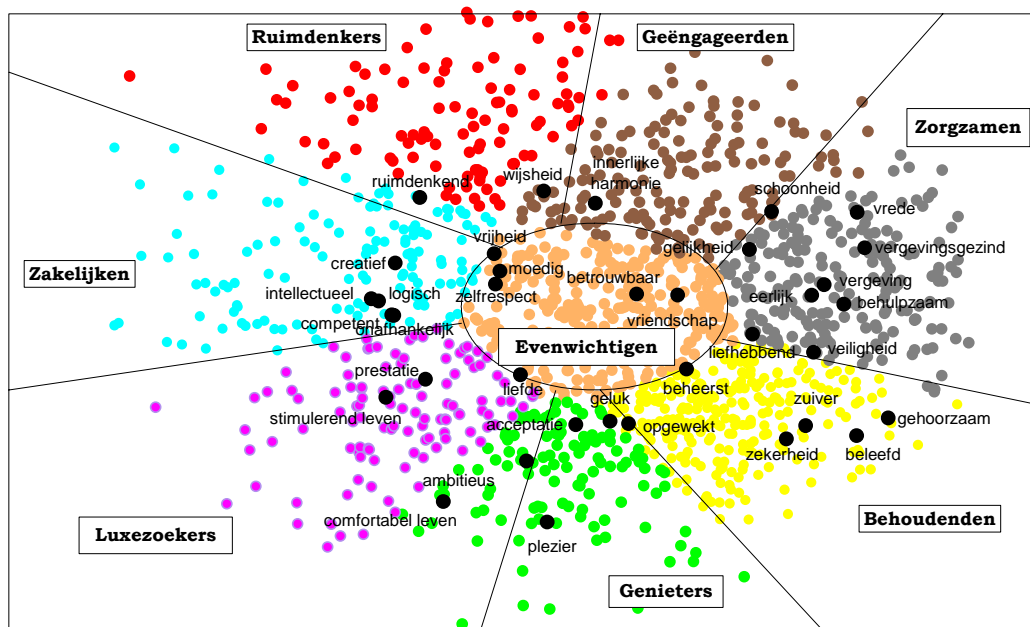 Ruimdenkers
Geëngageerden
Zorgzamen
innerlijke
harmonie
wijsheid
ruimdenkend
schoonheid
vrede
vrijheid
gelijkheid
vergevingsgezind
Zakelijken
creatief
moedig
betrouwbaar
vergeving
intellectueel
logisch
zelfrespect
eerlijk
behulpzaam
competent
onafhankelijk
vriendschap
Evenwichtigen
liefhebbend
veiligheid
prestatie
liefde
beheerst
stimulerend leven
geluk
zuiver
gehoorzaam
acceptatie
opgewekt
zekerheid
beleefd
ambitieus
comfortabel leven
Behoudenden
Luxezoekers
plezier
Genieters